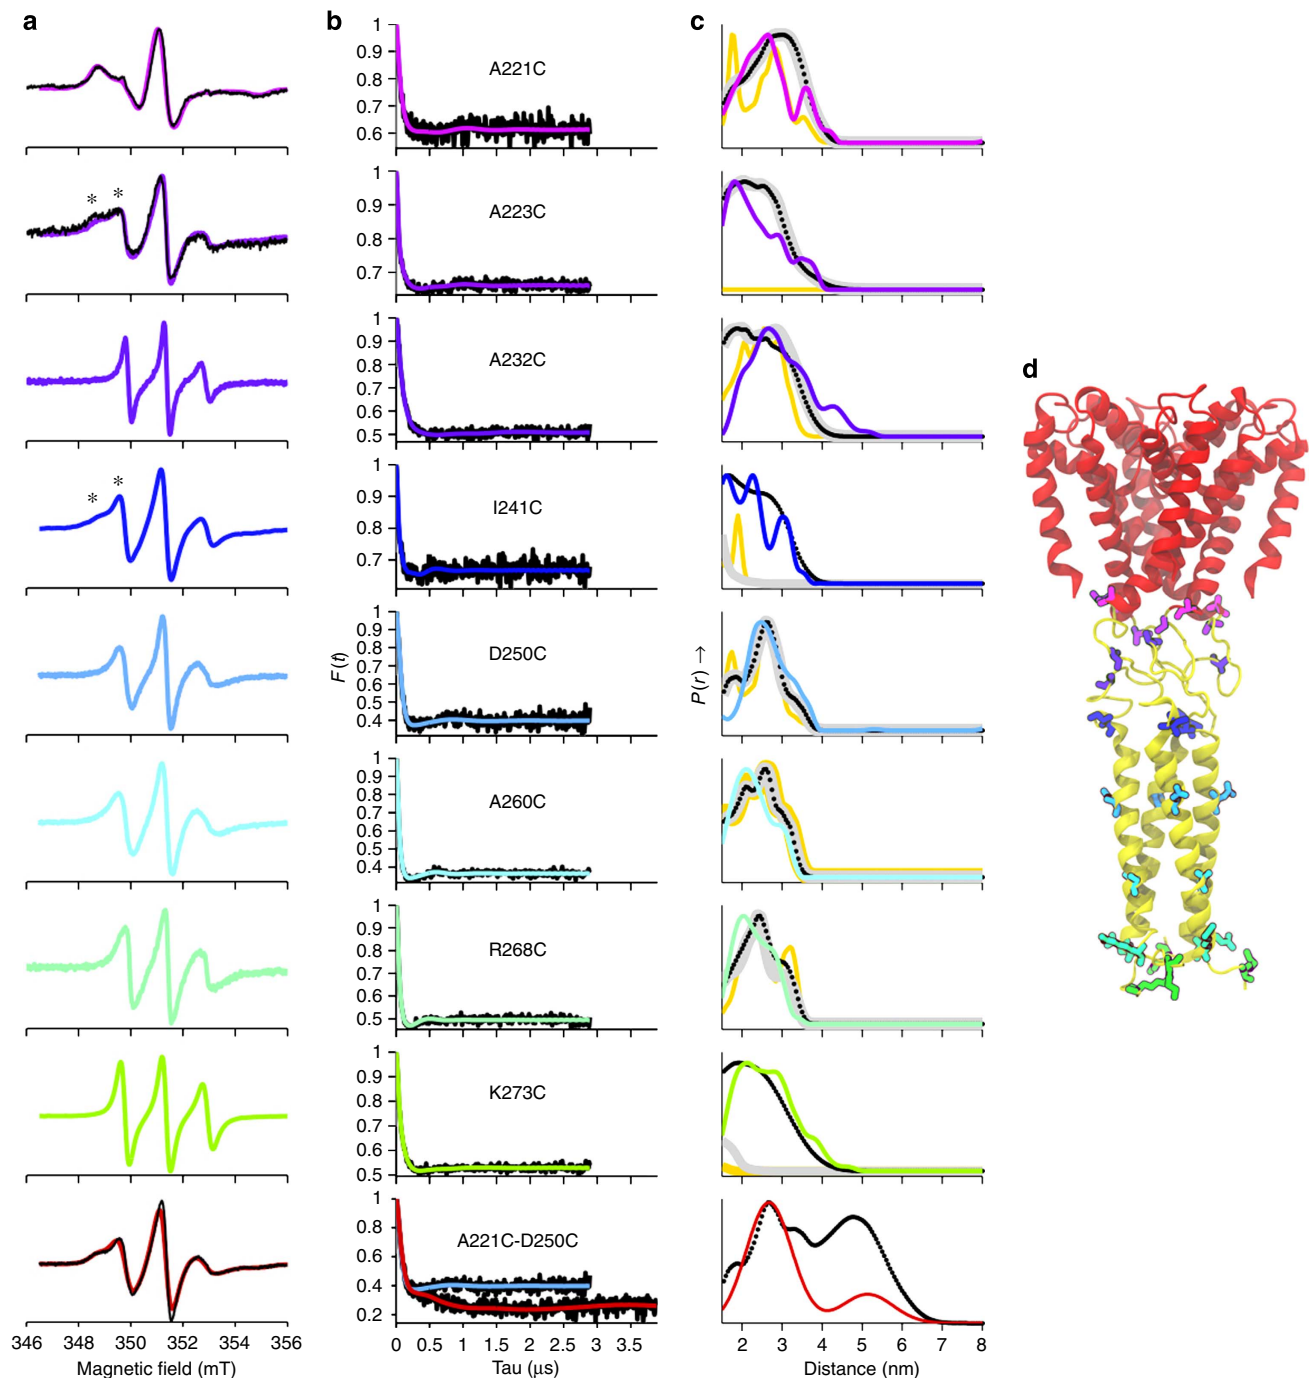 a
b
c
d
1
0.9
0.8
0.7
0.6
A221C
* *
0.9
0.8
0.7
A223C
1
0.9
0.8
0.7
0.6
0.5
A232C
* *
1
0.9
0.8
0.7
I241C
1
0.9
0.8
0.7
0.6
0.5
0.4
D250C
F(t)
P(r) →
1
0.9
0.8
0.7
0.6
0.5
0.4
A260C
1
0.9
0.8
0.7
0.6
0.5
R268C
1
0.9
0.8
0.7
0.6
0.5
K273C
1
0.8
0.6
0.4
0.2
A221C-D250C
346 348 350 352 354 356
Magnetic field (mT)
0 0.5 1 1.5 2 2.5 3 3.5
Tau (μs)
2 3 4 5 6 7 8
Distance (nm)